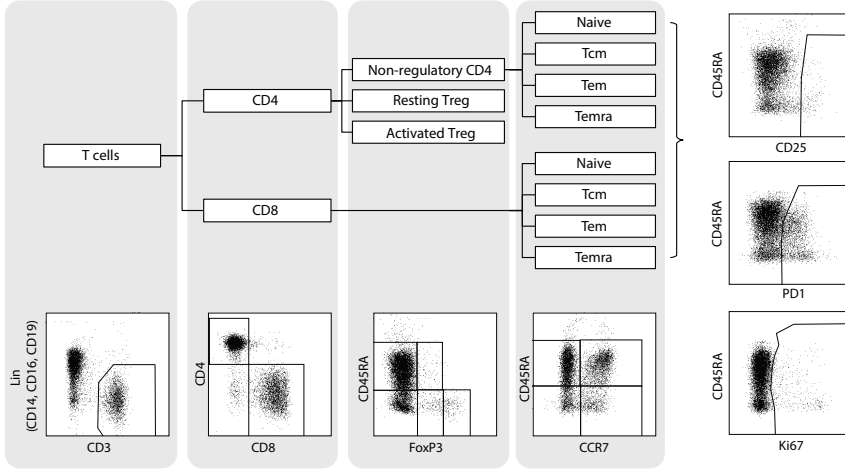 T cells
CD4
CD8
Non-regulatory CD4
Resting Treg
Activated Treg
Naive
Tcm
Tem
Temra
Naive
Tcm
Tem
Temra
CD45RA
CD25
CD45RA
PD1
CD45RA
Ki67
Lin
(CD14, CD16, CD19)
CD3
CD4
CD8
CD45RA
FoxP3
CD45RA
CCR7